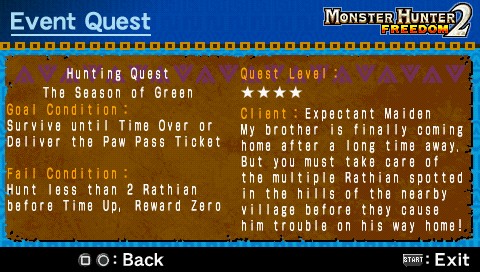 Event Quest
MONSTER HUNTER
FREEDOM 2
Hunting Quest
The Season of Green
Goal Condition:
Survive until Time Over or
Deliver the Paw Pass Ticket
Fail Condition:
Hunt less than 2 Rathian
before Time Up, Reward Zero
Quest Level:
★★★★
Client: Expectant Maiden
My brother is finally coming
home after a long time away.
But you must take care of
the multiple Rathian spotted
in the hills of the nearby
village before they cause
him trouble on his way home!
□○: Back
START: Exit